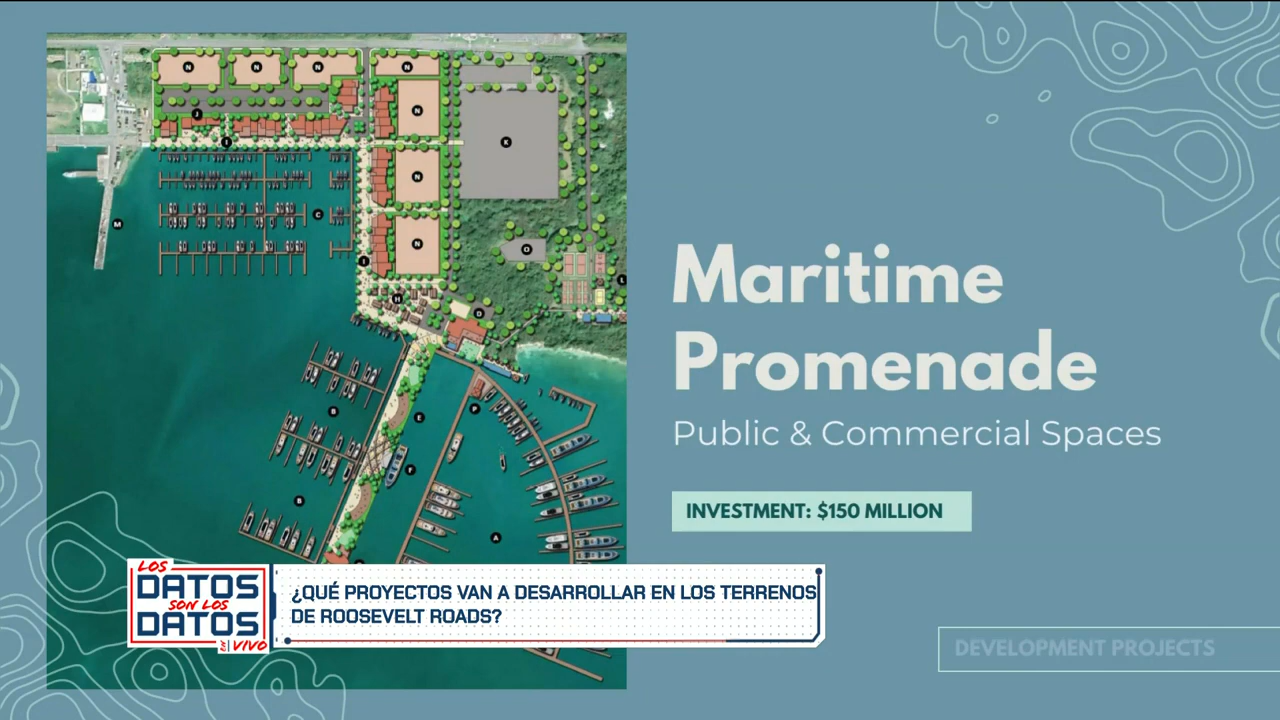 N
N
N
N
J
N
K
I
N
C
M
N
O
I
L
H
D
B
P
E
F
B
A
Maritime
Promenade
Public & Commercial Spaces
INVESTMENT: $150 MILLION
LOS
DATOS
SON LOS
DATOS
EN VIVO
¿QUÉ PROYECTOS VAN A DESARROLLAR EN LOS TERRENOS
DE ROOSEVELT ROADS?
DEVELOPMENT PROJECTS